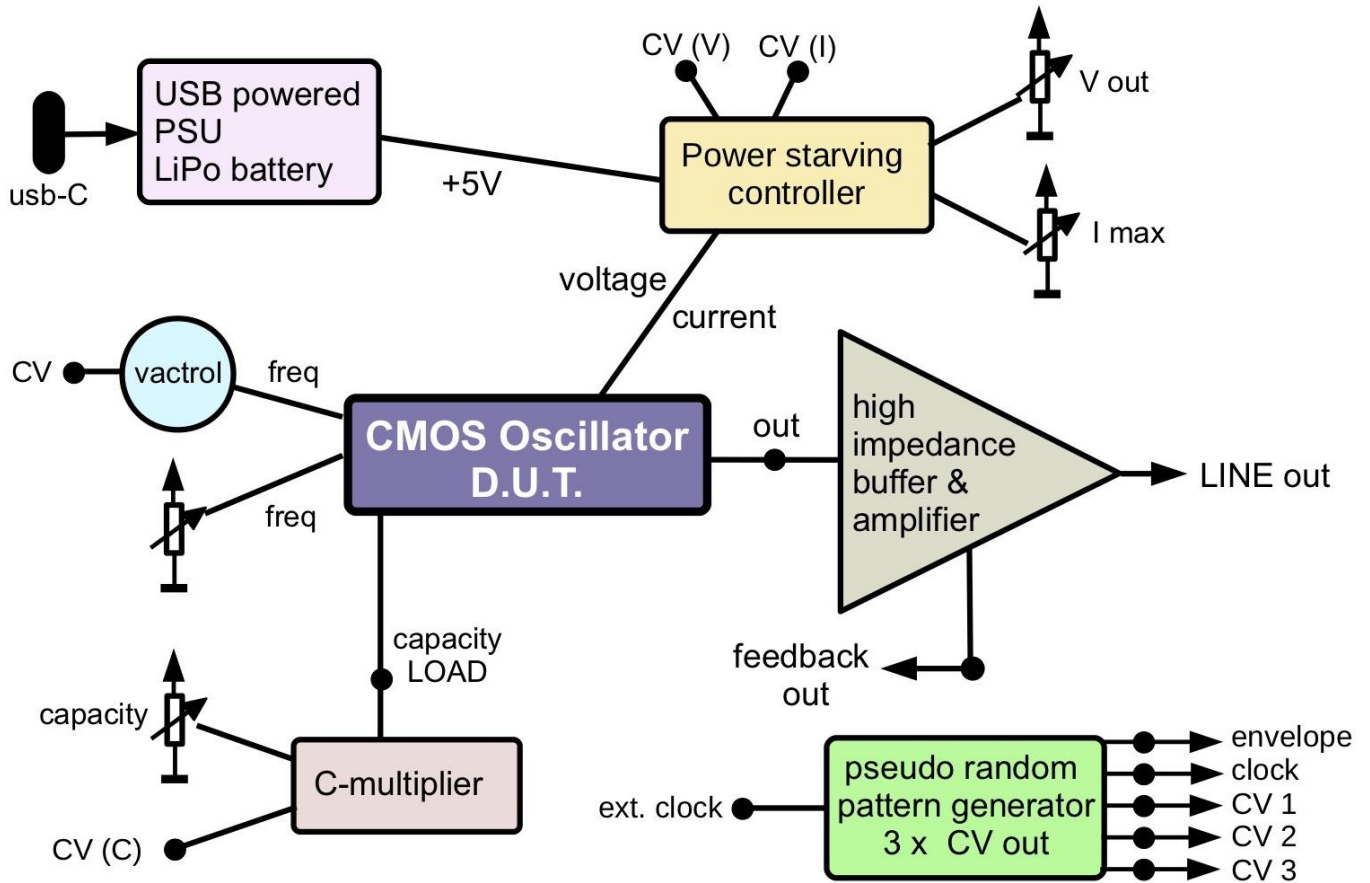 CV (V)
CV (I)
USB powered
PSU
LiPo battery
usb-C
+5V
Power starving
controller
V out
I max
voltage
current
CV
vactrol
freq
freq
CMOS Oscillator
D.U.T.
out
high
impedance
buffer &
amplifier
LINE out
capacity
LOAD
feedback
out
capacity
C-multiplier
CV (C)
ext. clock
pseudo random
pattern generator
3 x  CV out
envelope
clock
CV 1
CV 2
CV 3